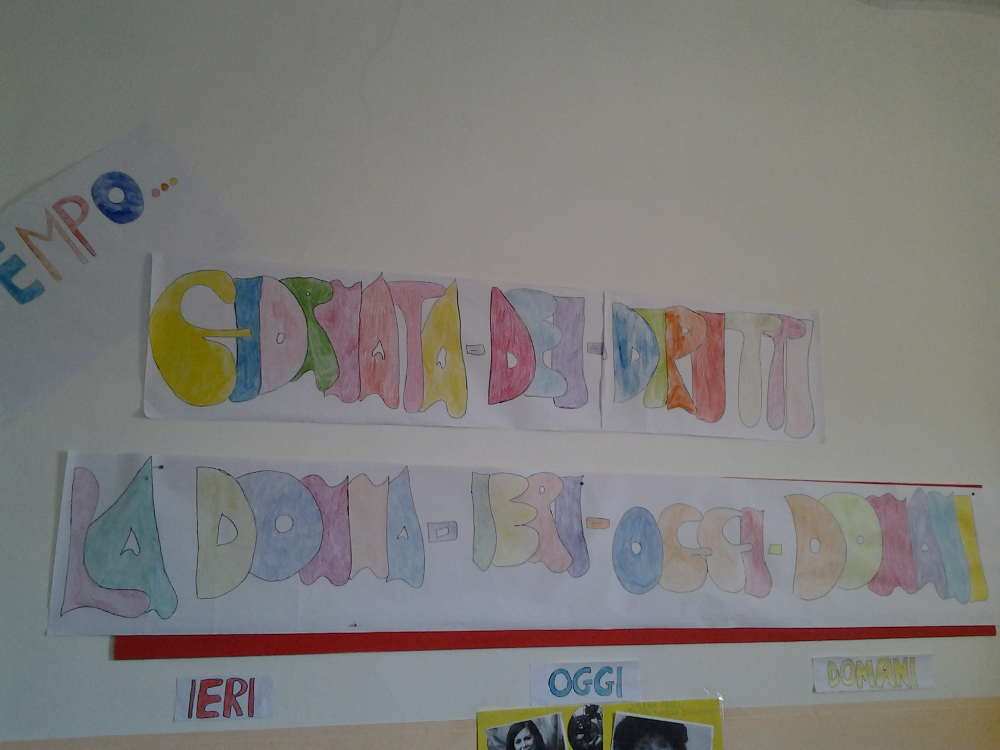 EMPO...
GIORNATA-DEI-DIRITTI
LA DONNA-IERI-OGGI-DOMANI
IERI
OGGI
DOMANI